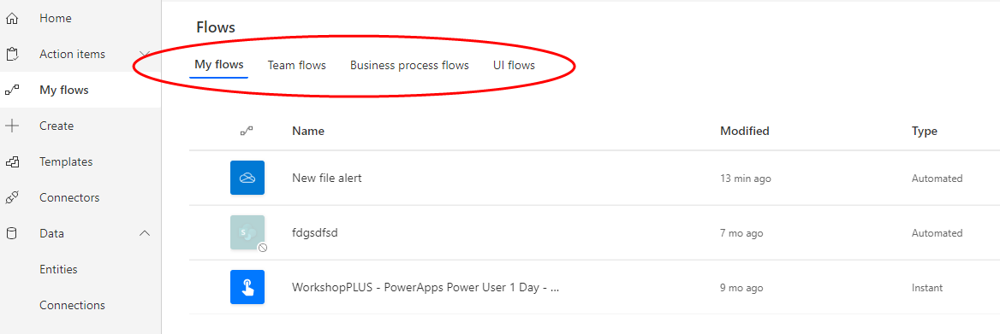 Home
Action items
My flows
Create
Templates
Connectors
Data
Entities
Connections
Flows
My flows Team flows Business process flows UI flows
Name Modified Type
New file alert 13 min ago Automated
fdgsdfsd 7 mo ago Automated
WorkshopPLUS - PowerApps Power User 1 Day - ... 9 mo ago Instant